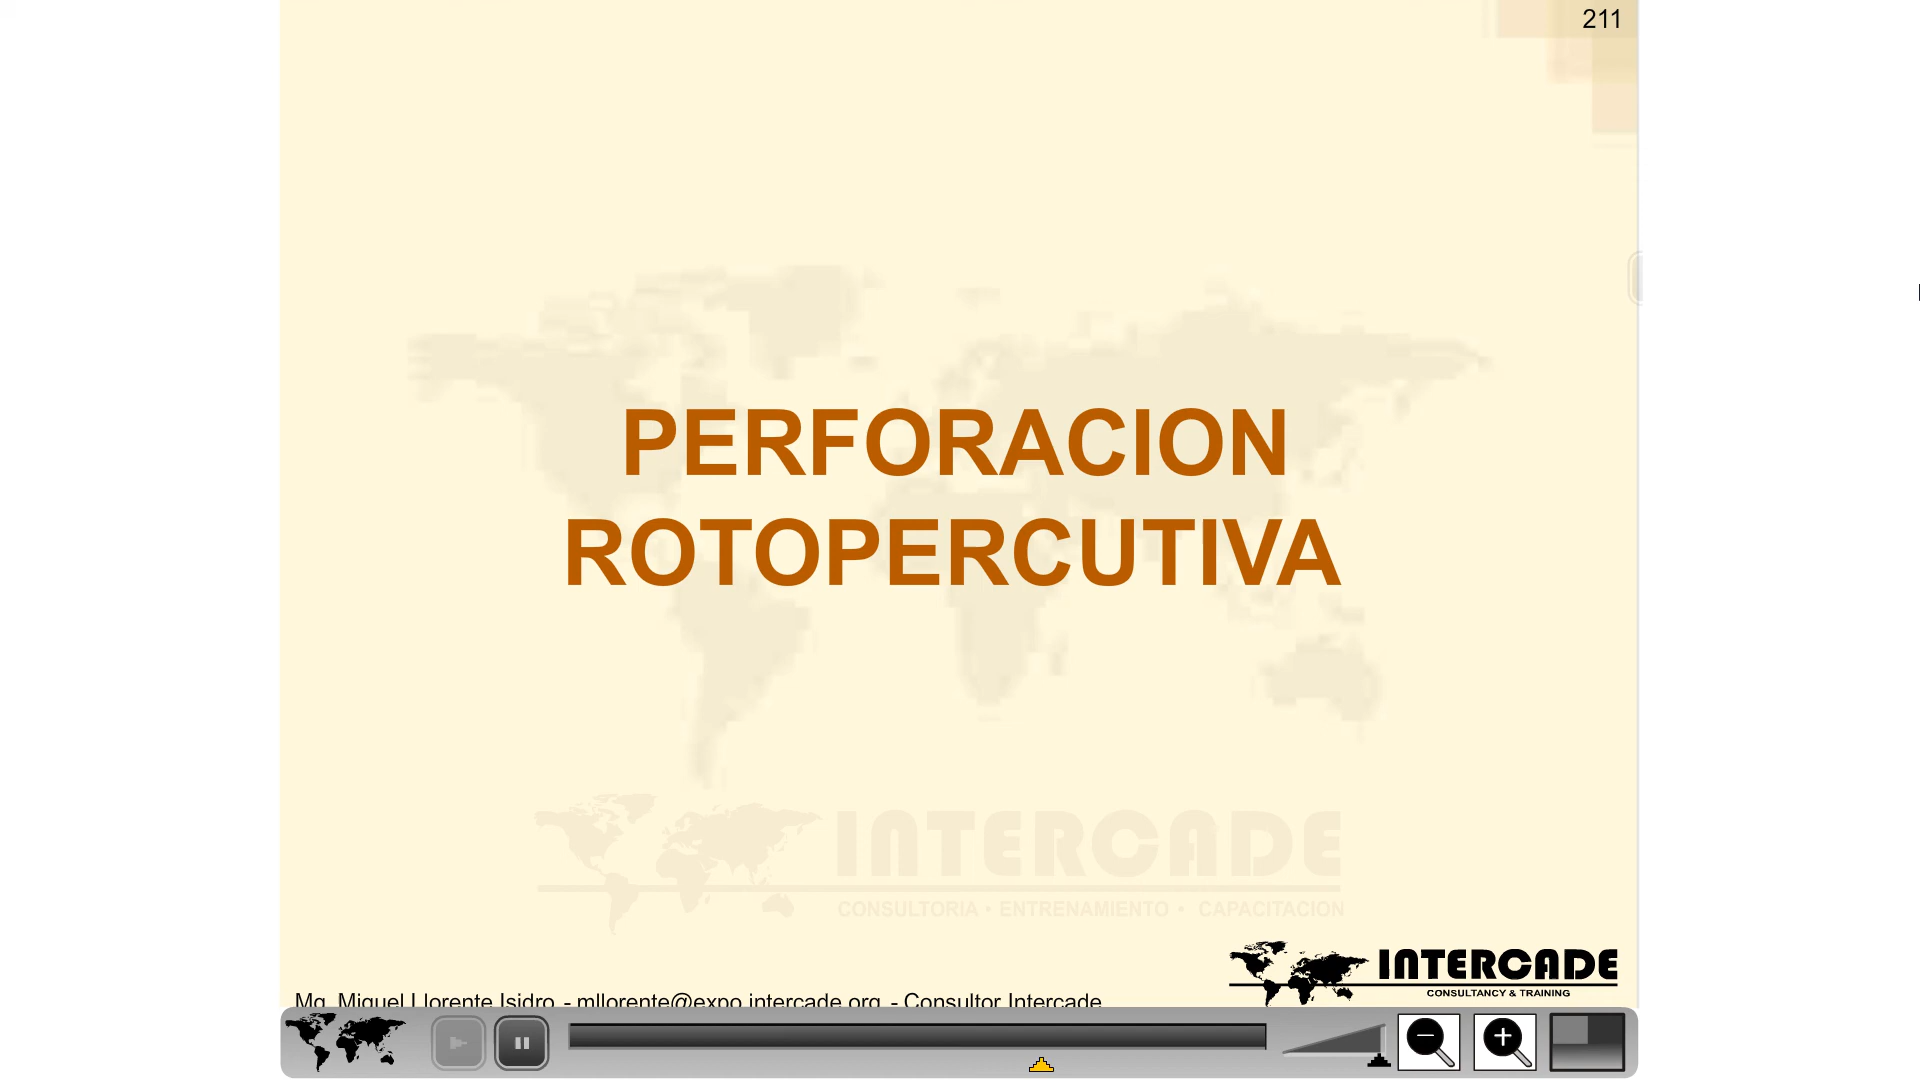 211
PERFORACION
ROTOPERCUTIVA
INTERCADE
CONSULTORIA • ENTRENAMIENTO • CAPACITACION
INTERCADE
CONSULTANCY & TRAINING
Mg. Miguel Llorente Isidro - mllorente@expo.intercade.org - Consultor Intercade